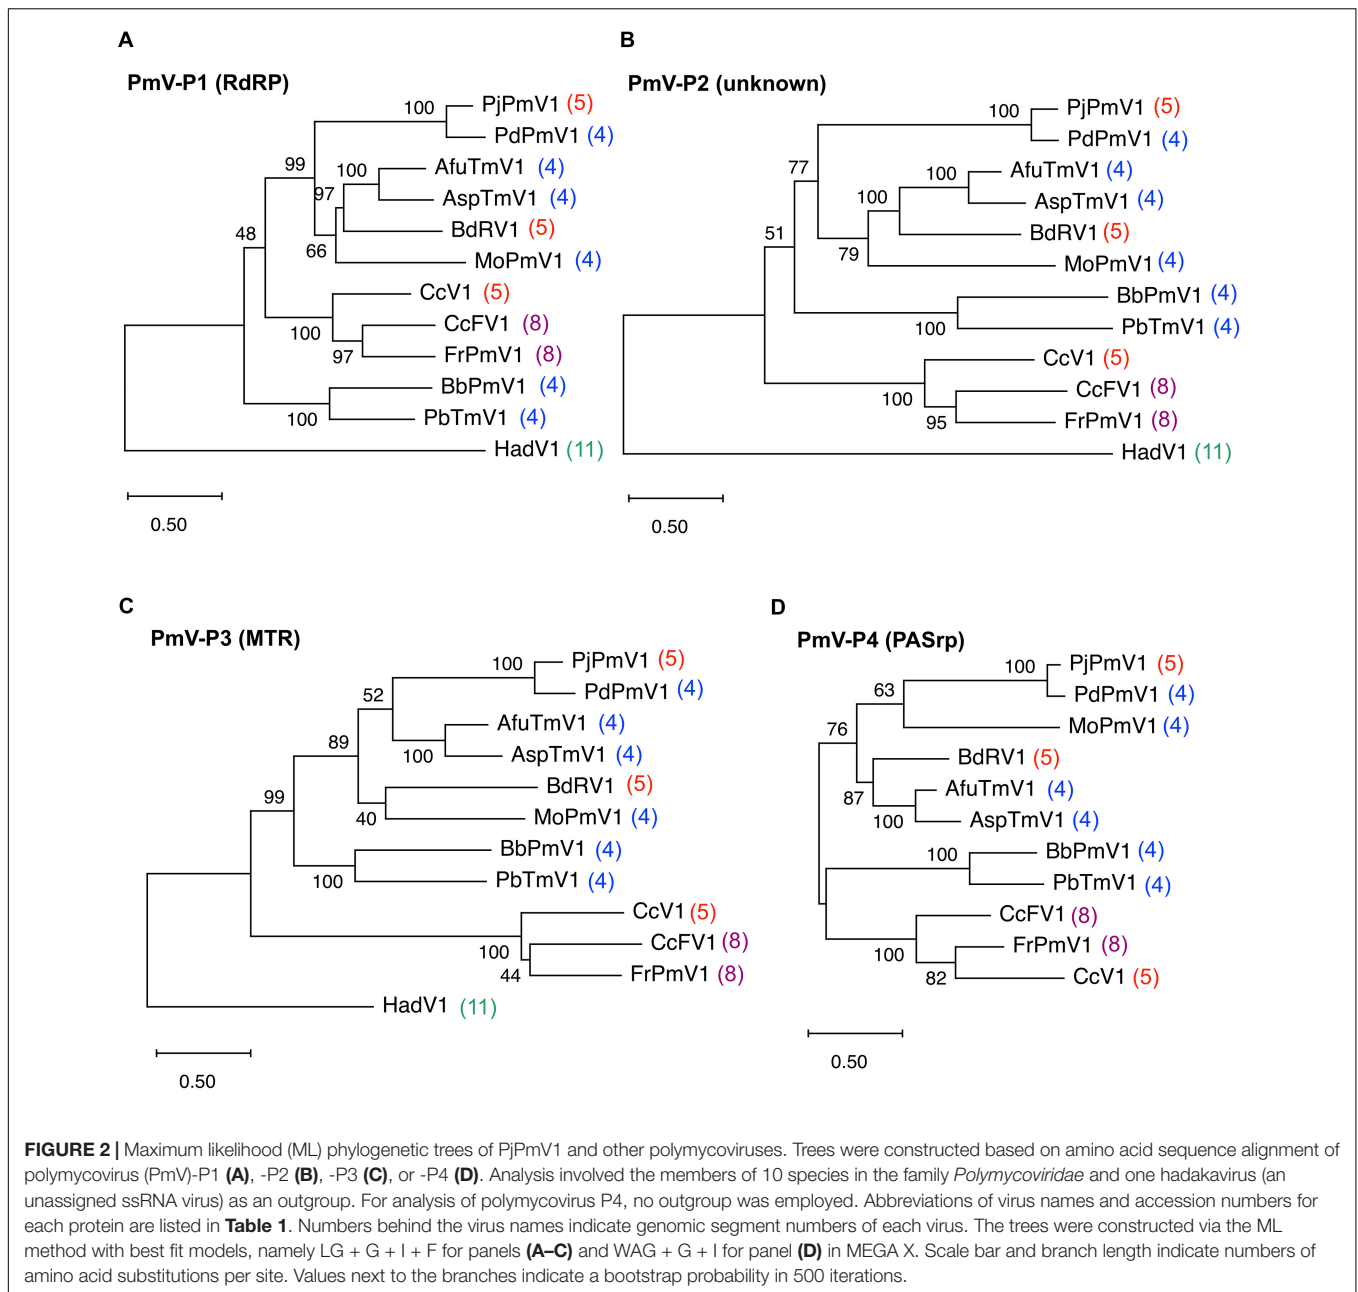 A
PmV-P1 (RdRP)
100
PjPmV1 (5)
PdPmV1 (4)
99
100
AfuTmV1 (4)
97
AspTmV1 (4)
BdRV1 (5)
66
MoPmV1 (4)
48
CcV1 (5)
100
CcFV1 (8)
97
FrPmV1 (8)
BbPmV1 (4)
100
PbTmV1 (4)
HadV1 (11)
0.50
B
PmV-P2 (unknown)
100
PjPmV1 (5)
PdPmV1 (4)
77
100
AfuTmV1 (4)
100
AspTmV1 (4)
BdRV1 (5)
79
MoPmV1 (4)
51
BbPmV1 (4)
100
PbTmV1 (4)
CcV1 (5)
100
CcFV1 (8)
95
FrPmV1 (8)
HadV1 (11)
0.50
C
PmV-P3 (MTR)
100
PjPmV1 (5)
PdPmV1 (4)
52
AfuTmV1 (4)
100
AspTmV1 (4)
89
BdRV1 (5)
40
MoPmV1 (4)
99
BbPmV1 (4)
100
PbTmV1 (4)
CcV1 (5)
100
CcFV1 (8)
44
FrPmV1 (8)
HadV1 (11)
0.50
D
PmV-P4 (PASrp)
100
PjPmV1 (5)
PdPmV1 (4)
63
MoPmV1 (4)
76
BdRV1 (5)
87
AfuTmV1 (4)
100
AspTmV1 (4)
100
BbPmV1 (4)
PbTmV1 (4)
CcFV1 (8)
100
FrPmV1 (8)
82
CcV1 (5)
0.50
FIGURE 2 | Maximum likelihood (ML) phylogenetic trees of PjPmV1 and other polymycoviruses. Trees were constructed based on amino acid sequence alignment of
polymycovirus (PmV)-P1 (A), -P2 (B), -P3 (C), or -P4 (D). Analysis involved the members of 10 species in the family Polymycoviridae and one hadakavirus (an
unassigned ssRNA virus) as an outgroup. For analysis of polymycovirus P4, no outgroup was employed. Abbreviations of virus names and accession numbers for
each protein are listed in Table 1. Numbers behind the virus names indicate genomic segment numbers of each virus. The trees were constructed via the ML
method with best fit models, namely LG + G + I + F for panels (A–C) and WAG + G + I for panel (D) in MEGA X. Scale bar and branch length indicate numbers of
amino acid substitutions per site. Values next to the branches indicate a bootstrap probability in 500 iterations.